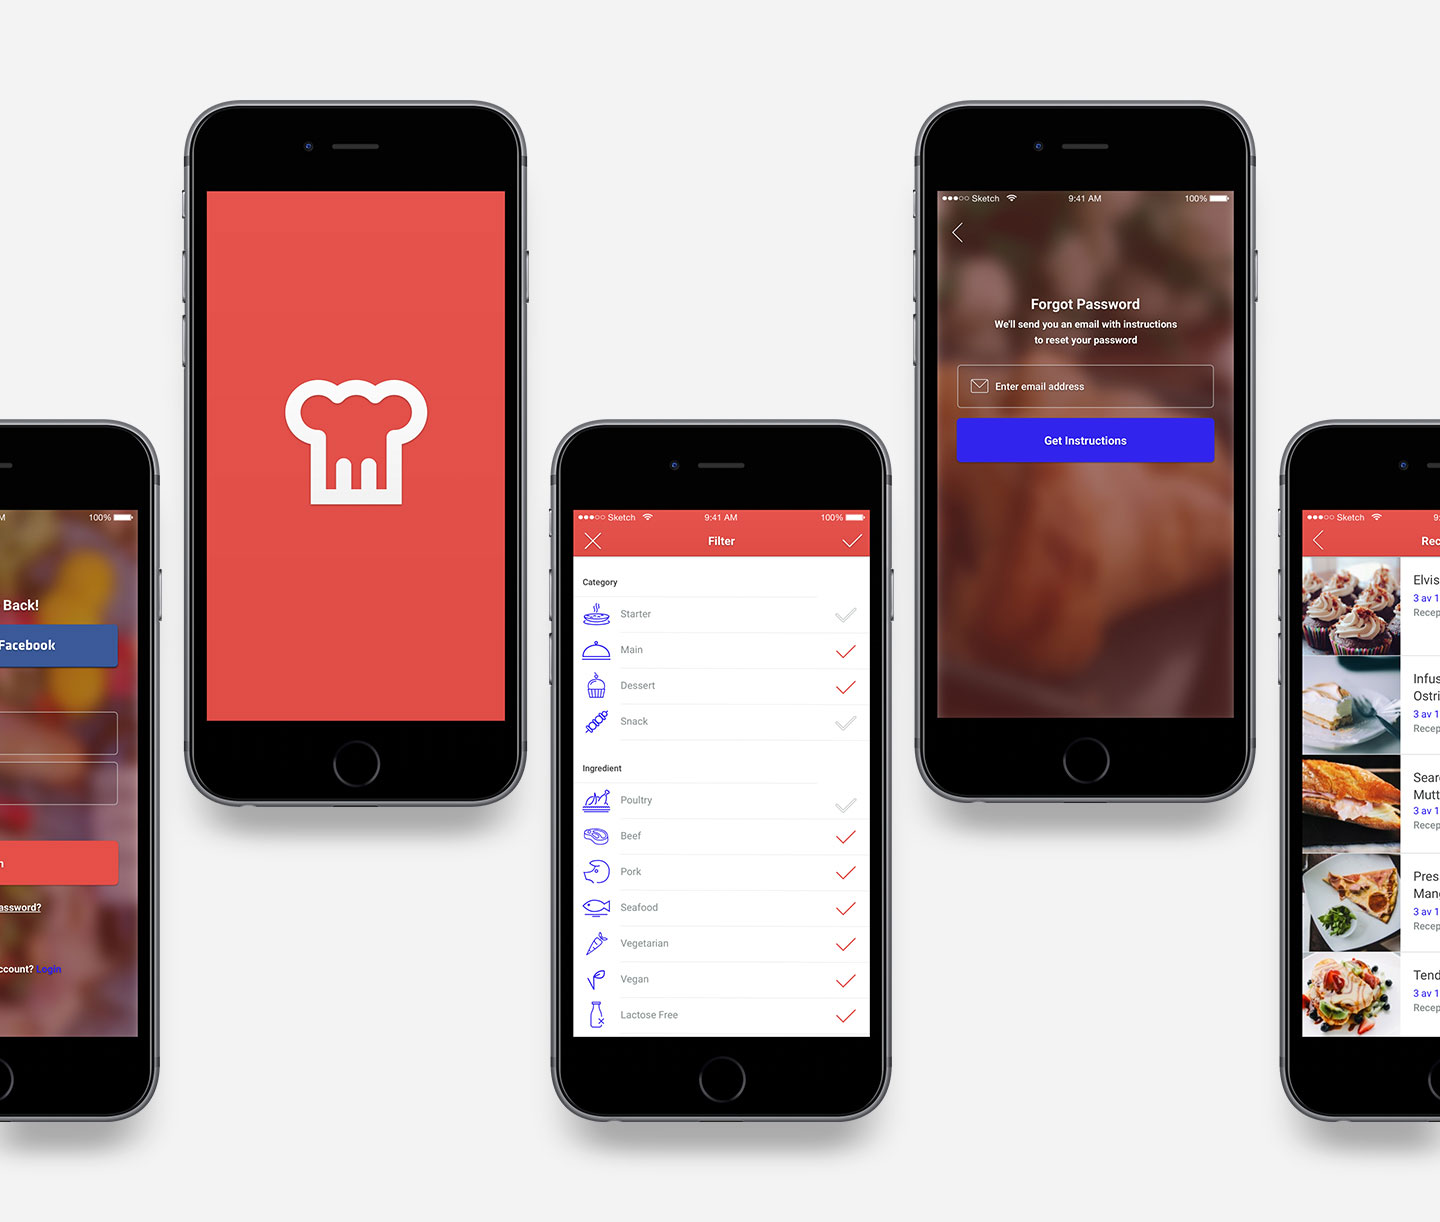 M 100%
Back!
Facebook
assword?
ccount? Login
Sketch 9:41 AM 100%
Filter
Category
Starter
Main
Dessert
Snack
Ingredient
Poultry
Beef
Pork
Seafood
Vegetarian
Vegan
Lactose Free
Sketch 9:41 AM 100%
Forgot Password
We'll send you an email with instructions
to reset your password
Enter email address
Get Instructions
Sketch 9:
Rec
Elvis
3 av 1
Recep
Infus
Ostri
3 av 1
Recep
Sear
Mutt
3 av 1
Recep
Pres
Mang
3 av 1
Recep
Tend
3 av 1
Recep